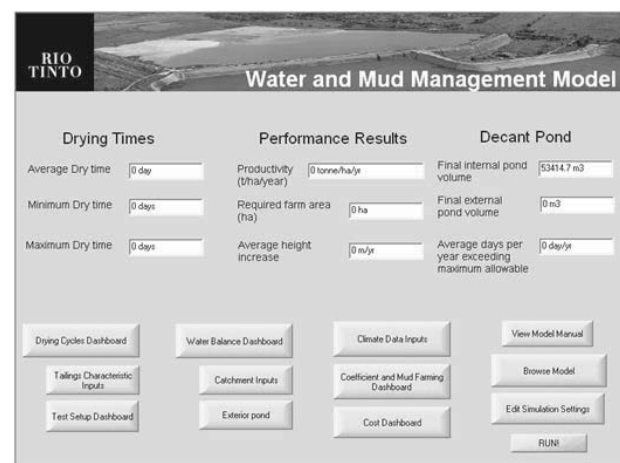 RIO
TINTO
Water and Mud Management Model
Drying Times
Performance Results
Decant Pond
Average Dry time
0 day
Minimum Dry time
0 days
Maximum Dry time
0 days
Productivity
(t/ha/year)
0 tonne/ha/yr
Required farm area
(ha)
0 ha
Average height
increase
0 m/yr
Final internal pond
volume
53414.7 m3
Final external
pond volume
0 m3
Average days per
year exceeding
maximum allowable
0 day/yr
Drying Cycles Dashboard
Water Balance Dashboard
Climate Data Inputs
View Model Manual
Tailings Characteristic
Inputs
Catchment Inputs
Coefficient and Mud Farming
Dashboard
Browse Model
Test Setup Dashboard
Exterior pond
Cost Dashboard
Edit Simulation Settings
RUN!